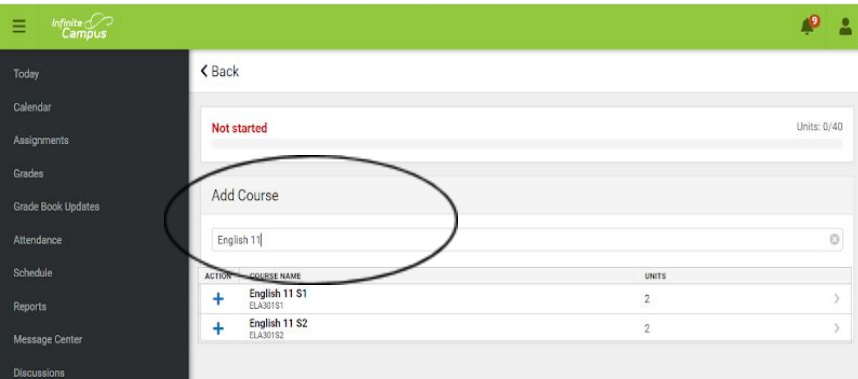 Infinite
Campus
9
Today
Calendar
Assignments
Grades
Grade Book Updates
Attendance
Schedule
Reports
Message Center
Discussions
Back
Not started
Units: 0/40
Add Course
English 11
ACTION COURSE NAME UNITS
English 11 S1 2
ELA301S1
English 11 S2 2
ELA301S2